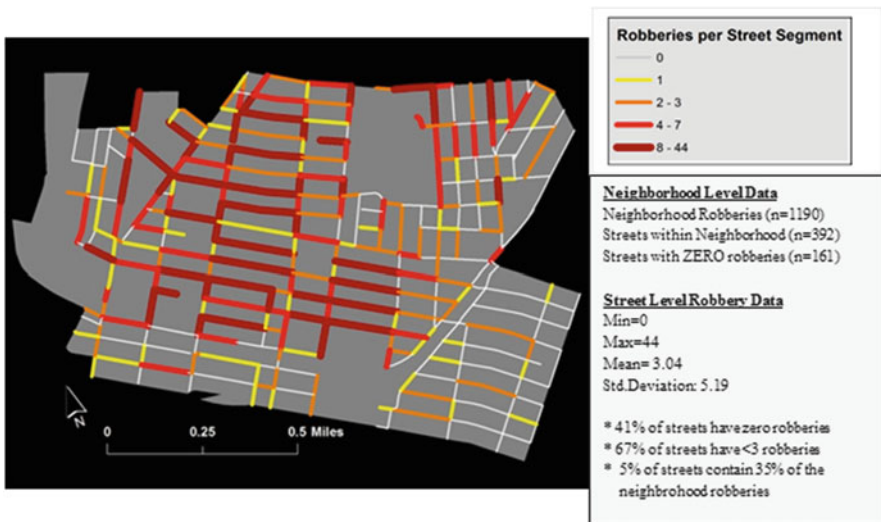 Robberies per Street Segment
0
1
2 - 3
4 - 7
8 - 44
Neighborhood Level Data
Neighborhood Robberies (n=1190)
Streets within Neighborhood (n=392)
Streets with ZERO robberies (n=161)
Street Level Robbery Data
Min=0
Max=44
Mean= 3.04
Std.Deviation: 5.19
* 41% of streets have zero robberies
* 67% of streets have <3 robberies
* 5% of streets contain 35% of the
neighbrohood robberies
N
0 0.25 0.5 Miles